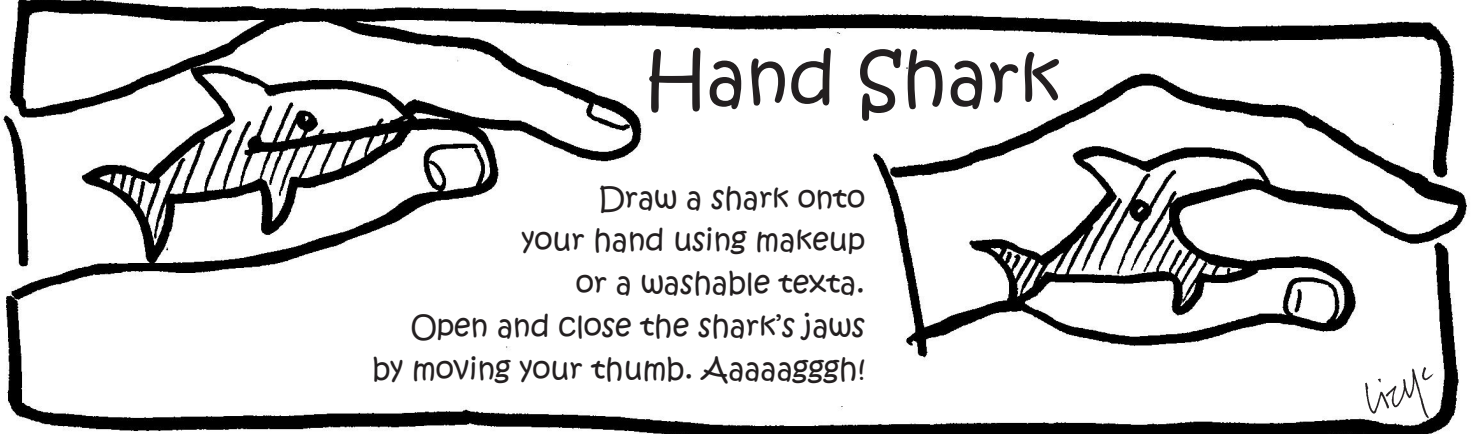 Hand Shark
Draw a shark onto
your hand using makeup
or a washable texta.
Open and close the shark's jaws
by moving your thumb. Aaaaagggh!